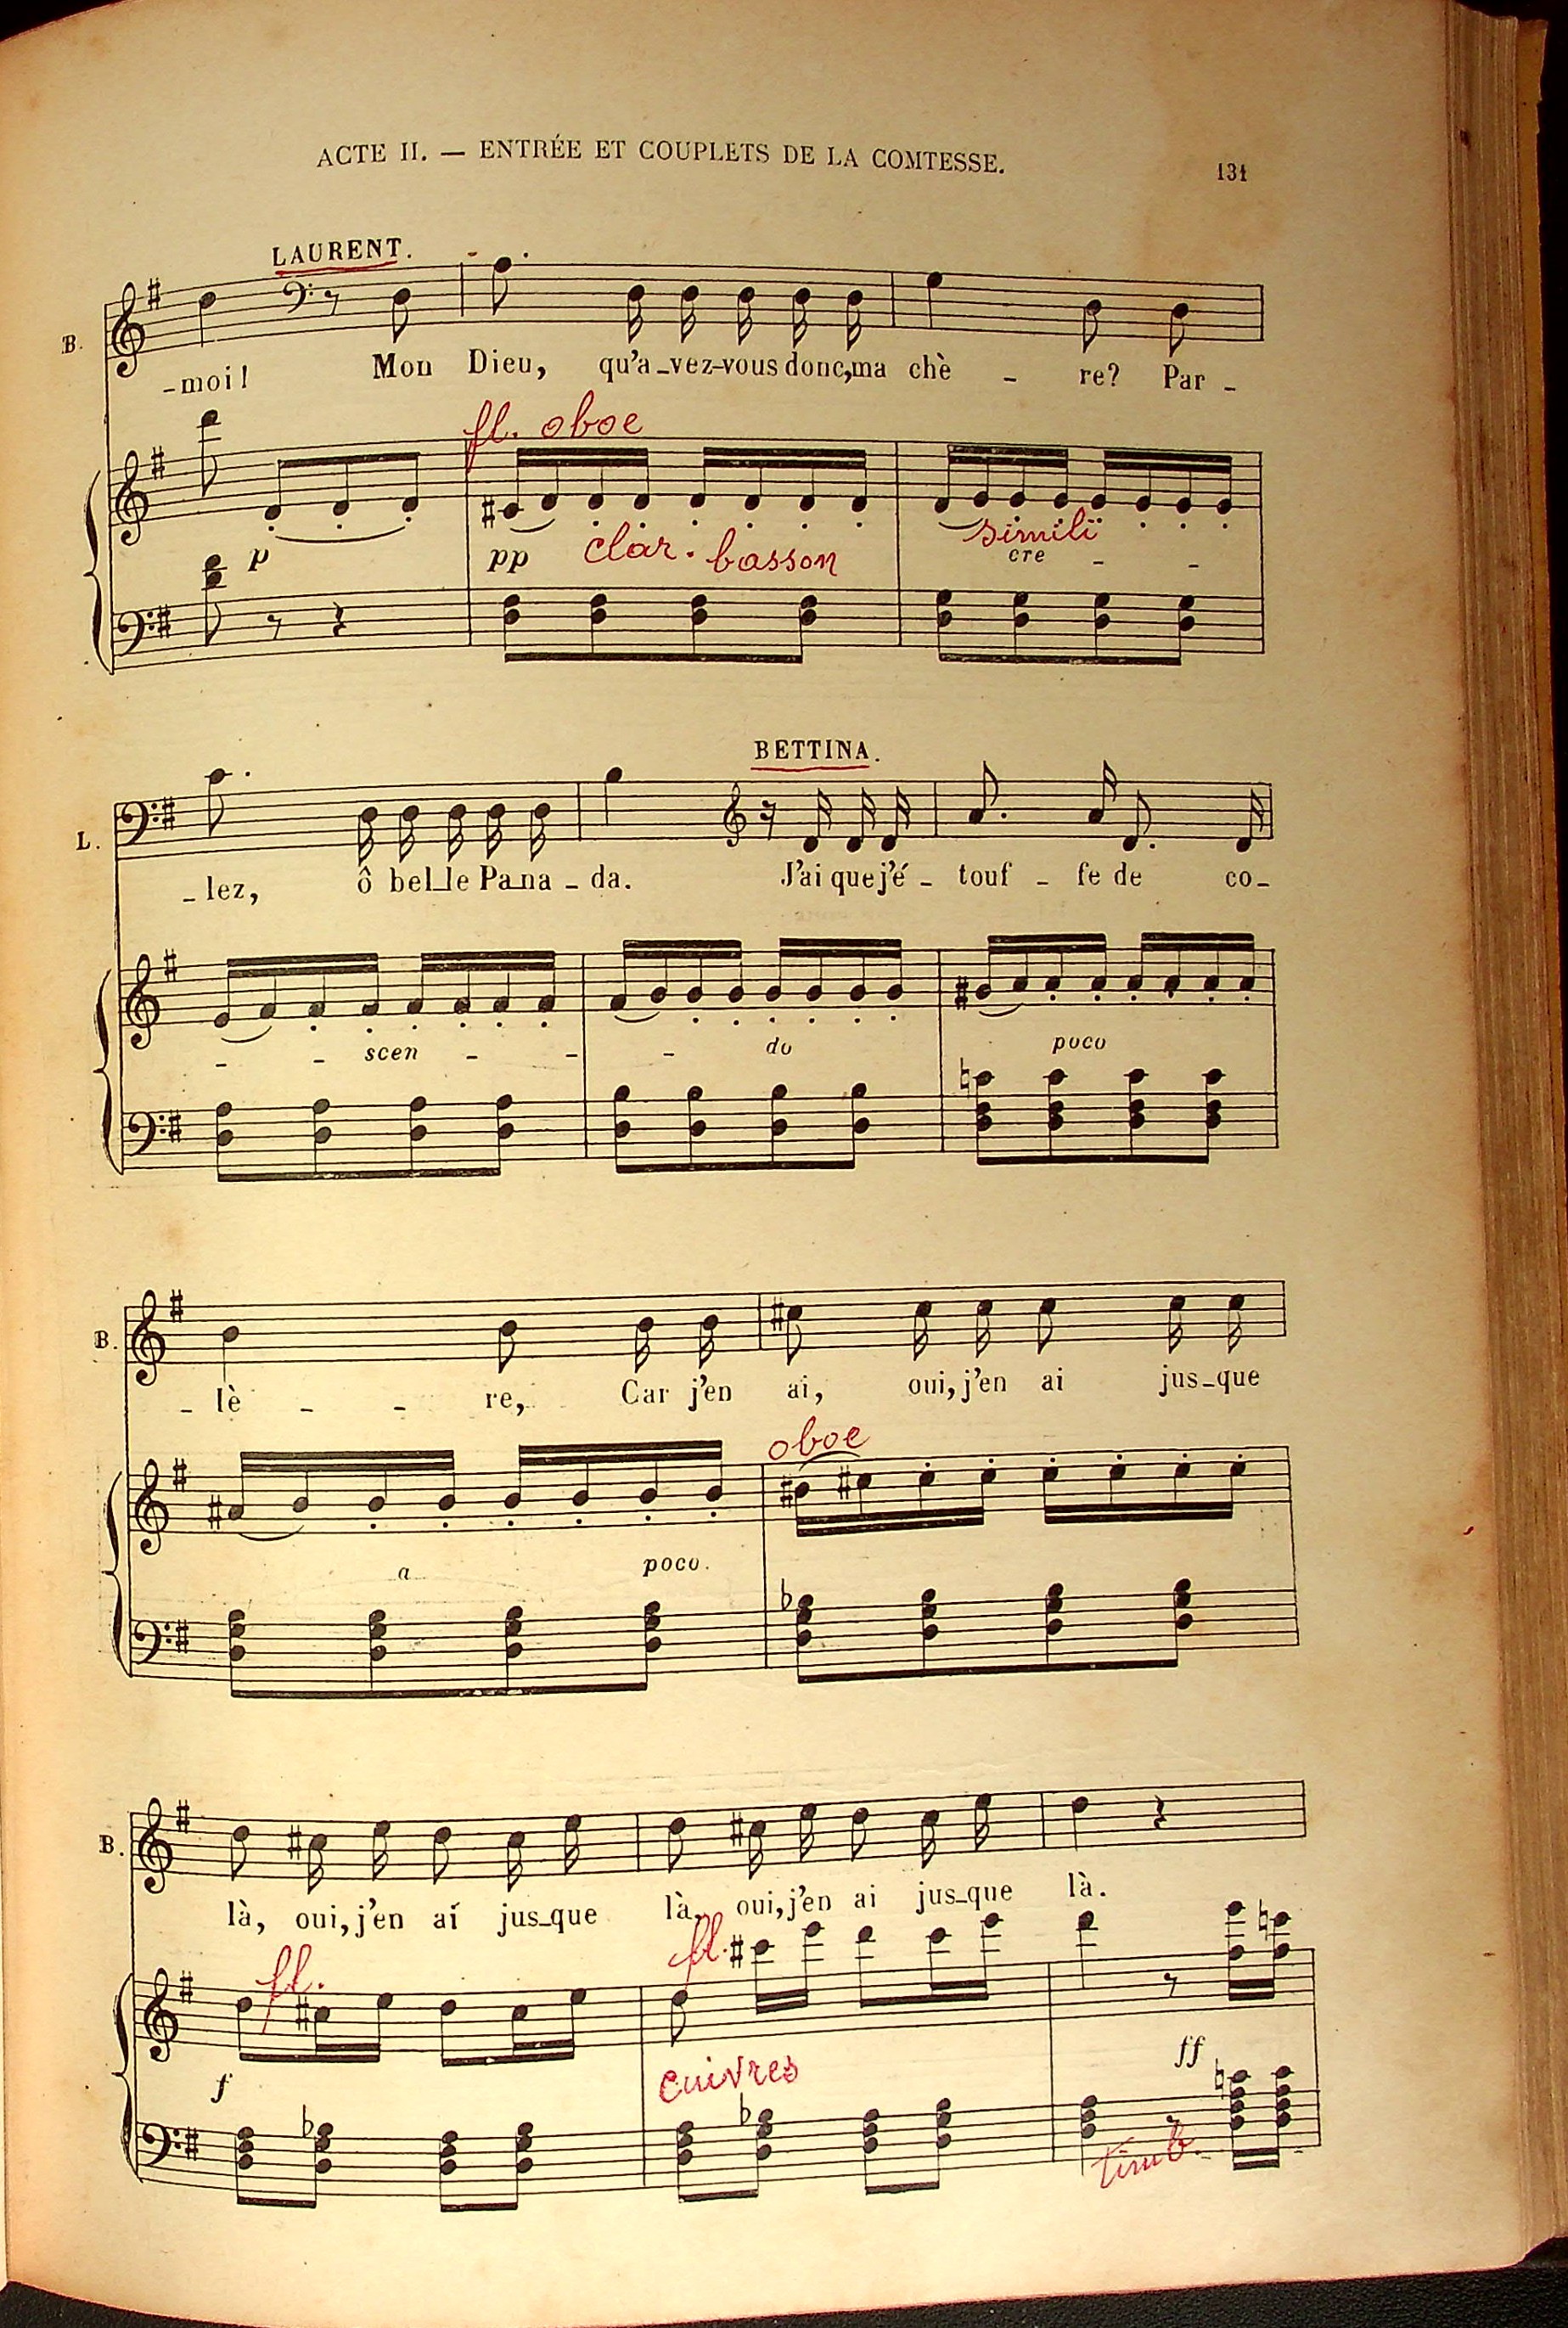 ACTE II. — ENTRÉE ET COUPLETS DE LA COMTESSE. 131
LAURENT.
B.
-moi! Mon Dieu, qu'a-vez-vous donc, ma chè - re? Par -
fl. oboe
p pp clar. basson simili
cre - -
BETTINA.
L.
- lez, ô bel-le Pa-na - da. J'ai que j'é - touf - fe de co-
- - scen - - - do poco
B.
- lè - - re, Car j'en ai, oui, j'en ai jus-que
oboe
a poco.
B.
là, oui, j'en ai jus-que là, oui, j'en ai jus-que là.
fl. fl.
f cuivres ff
timb.